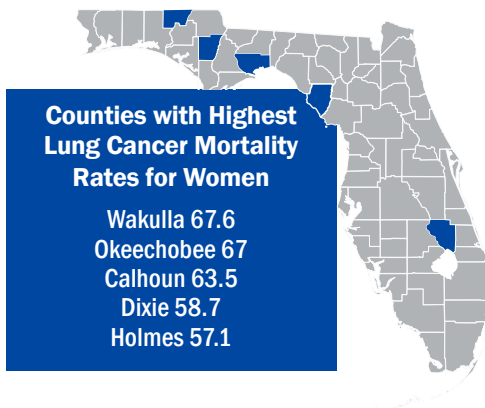 Counties with Highest
Lung Cancer Mortality
Rates for Women
Wakulla 67.6
Okeechobee 67
Calhoun 63.5
Dixie 58.7
Holmes 57.1